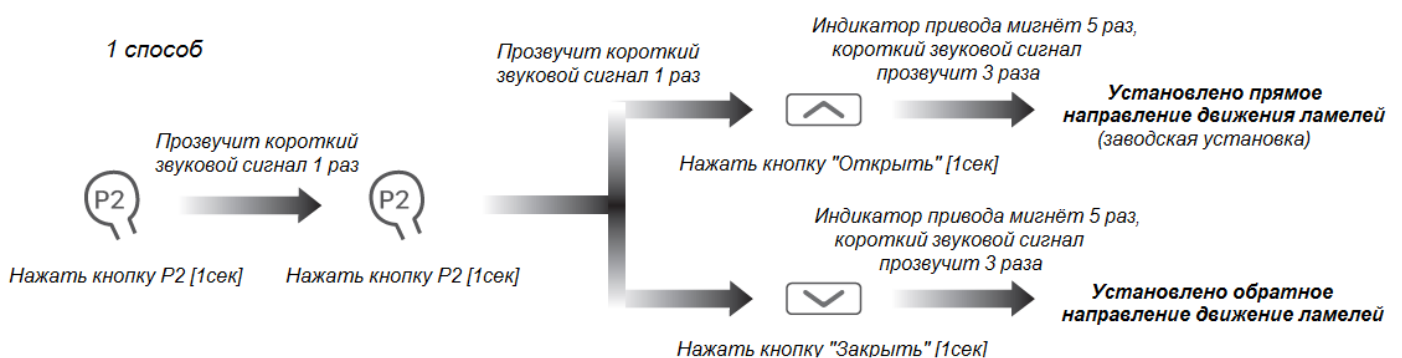 1 способ
Прозвучит короткий
звуковой сигнал 1 раз
P2
Нажать кнопку P2 [1сек]
P2
Нажать кнопку P2 [1сек]
Прозвучит короткий
звуковой сигнал 1 раз
Нажать кнопку "Открыть" [1сек]
Индикатор привода мигнёт 5 раз,
короткий звуковой сигнал
прозвучит 3 раза
Установлено прямое
направление движения ламелей
(заводская установка)
Нажать кнопку "Закрыть" [1сек]
Индикатор привода мигнёт 5 раз,
короткий звуковой сигнал
прозвучит 3 раза
Установлено обратное
направление движение ламелей